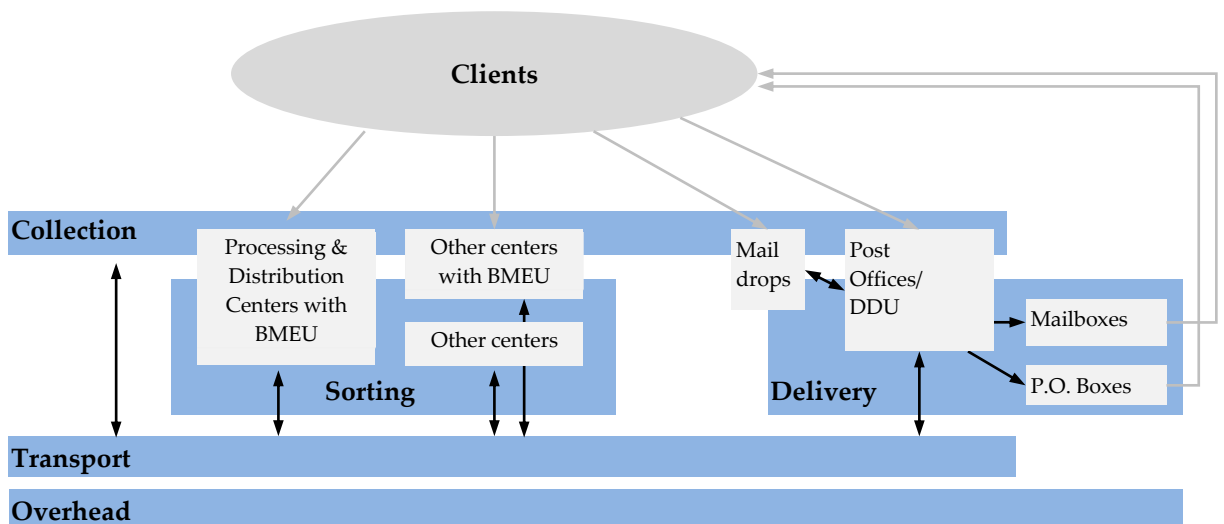 Clients
Collection
Processing &
Distribution
Centers with
BMEU
Other centers
with BMEU
Mail
drops
Post
Offices/
DDU
Mailboxes
Other centers
P.O. Boxes
Sorting
Delivery
Transport
Overhead